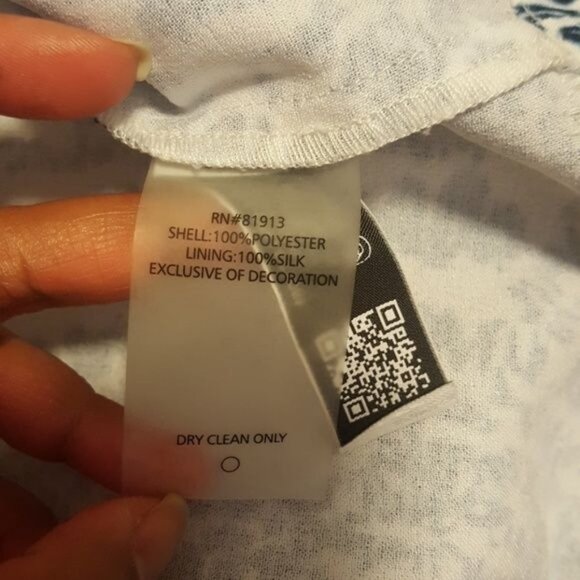 RN#81913
SHELL:100%POLYESTER
LINING:100%SILK
EXCLUSIVE OF DECORATION
DRY CLEAN ONLY